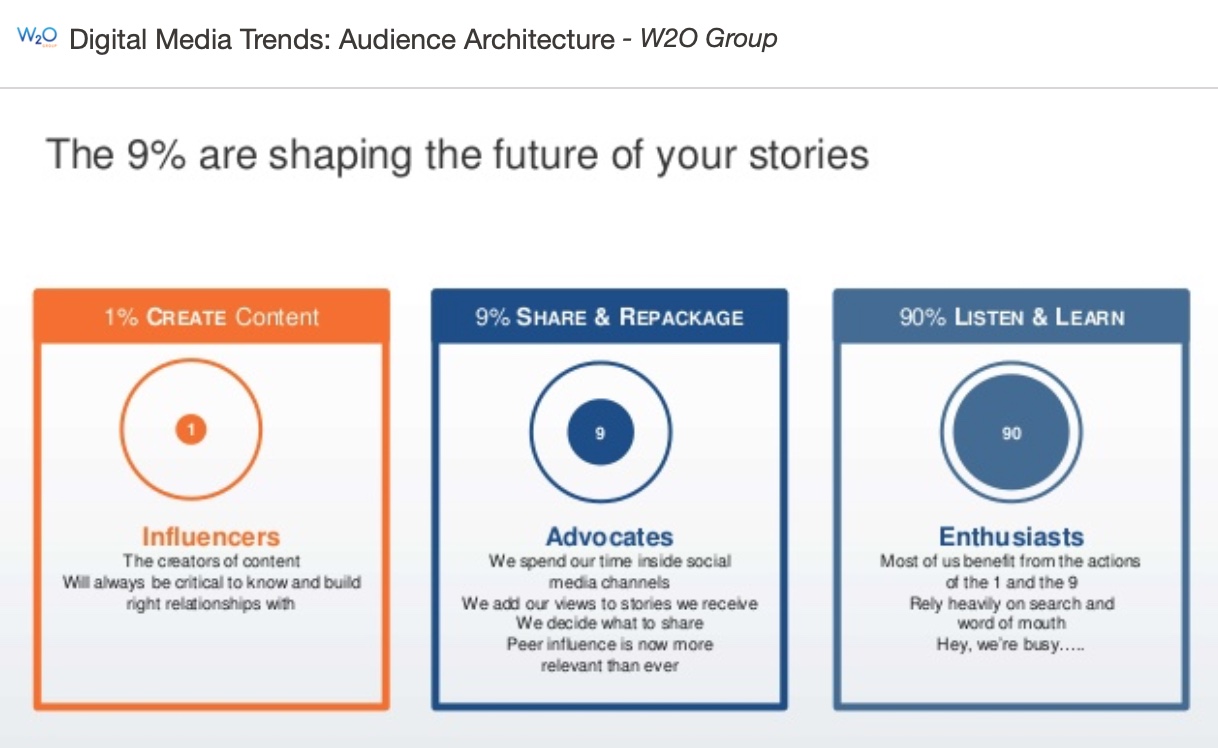 W2O
GROUP
Digital Media Trends: Audience Architecture - W2O Group
The 9% are shaping the future of your stories
1% CREATE Content
1
Influencers
The creators of content
Will always be critical to know and build
right relationships with
9% SHARE & REPACKAGE
9
Advocates
We spend our time inside social
media channels
We add our views to stories we receive
We decide what to share
Peer influence is now more
relevant than ever
90% LISTEN & LEARN
90
Enthusiasts
Most of us benefit from the actions
of the 1 and the 9
Rely heavily on search and
word of mouth
Hey, we're busy.....